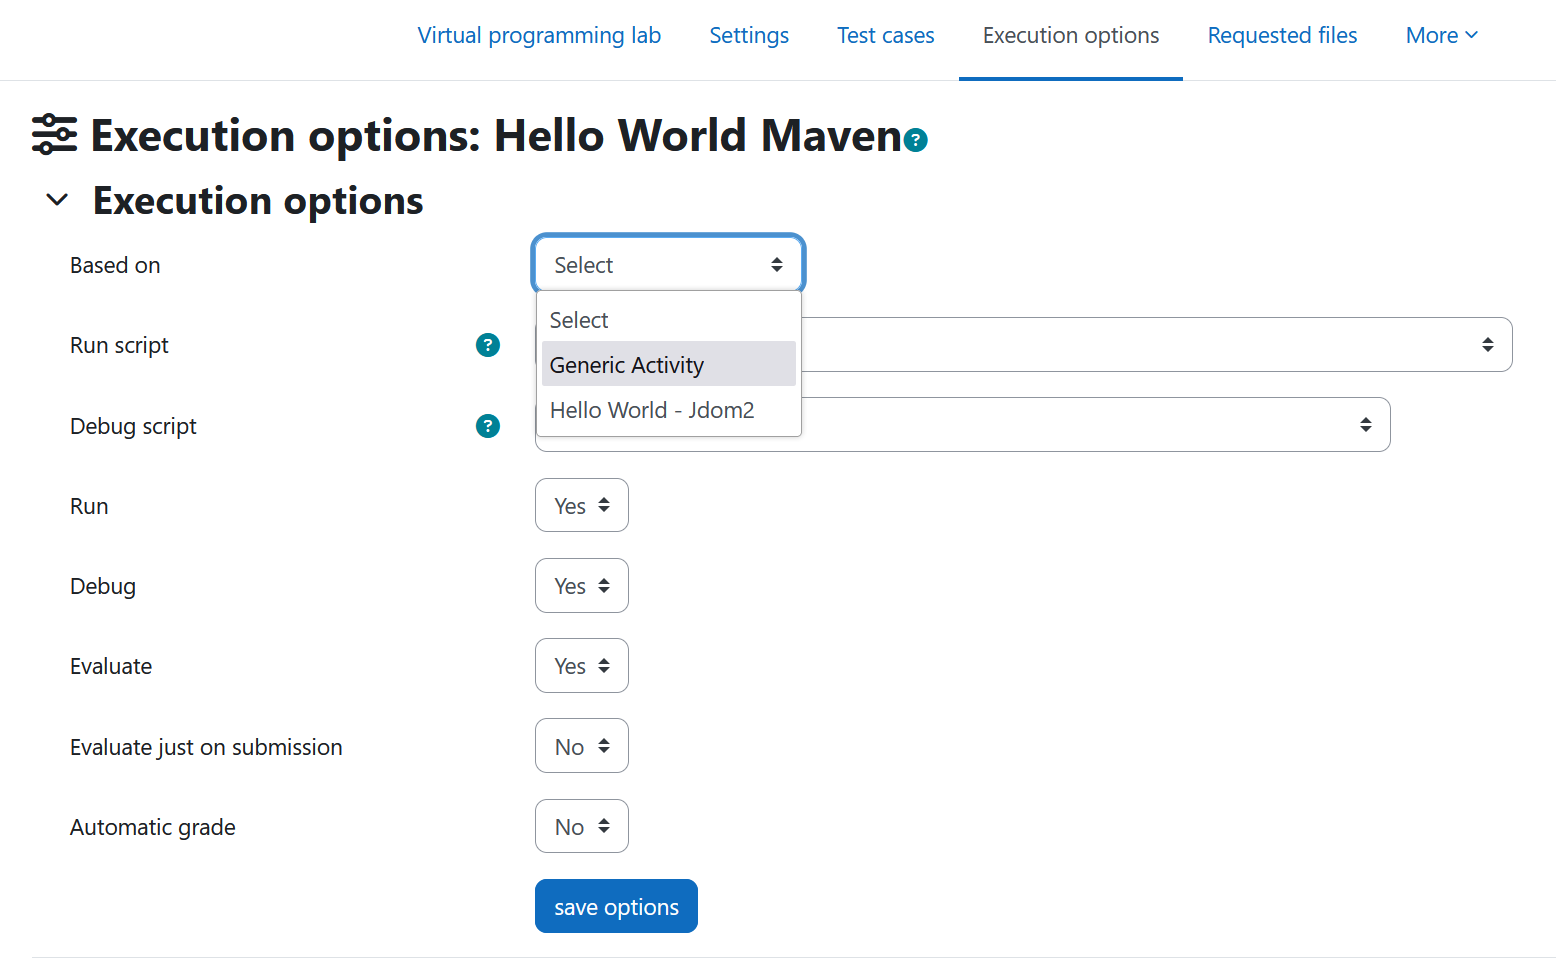 Virtual programming lab Settings Test cases Execution options Requested files More
Execution options: Hello World Maven ?
Execution options
Based on Select
Select
Run script ?
Generic Activity
Hello World - Jdom2
Debug script ?
Run Yes
Debug Yes
Evaluate Yes
Evaluate just on submission No
Automatic grade No
save options